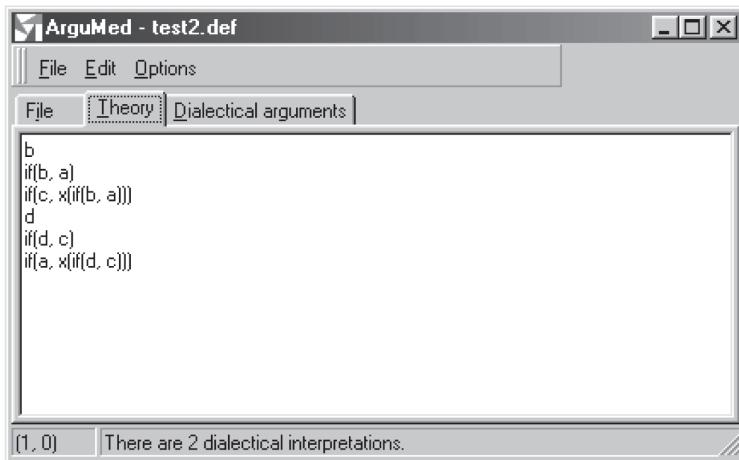 ArguMed - test2.def
File Edit Options
File Theory Dialectical arguments
b
if(b, a)
if(c, x(if(b, a)))
d
if(d, c)
if(a, x(if(d, c)))
(1, 0) There are 2 dialectical interpretations.